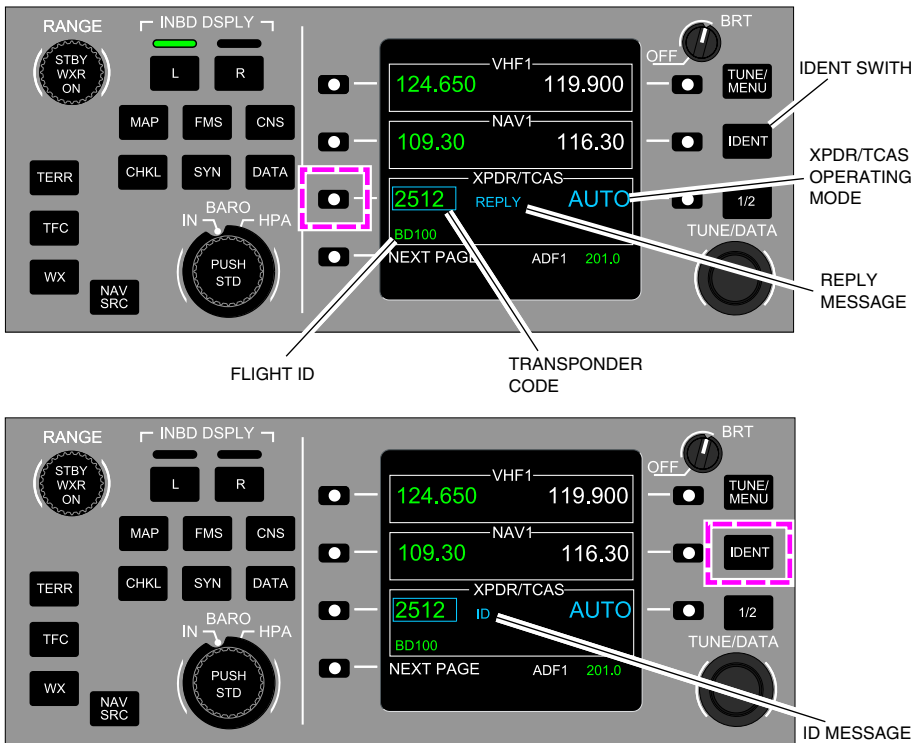 RANGE
INBD DSPLY
BRT
OFF
STBY
WXR
ON
L
R
VHF1
124.650 119.900
TUNE/
MENU
IDENT SWITH
MAP
FMS
CNS
NAV1
109.30 116.30
IDENT
XPDR/TCAS
OPERATING
MODE
TERR
CHKL
SYN
DATA
XPDR/TCAS
2512 REPLY AUTO
1/2
TFC
BARO
IN
HPA
BD100
TUNE/DATA
WX
PUSH
STD
NEXT PAGE ADF1 201.0
NAV
SRC
REPLY
MESSAGE
FLIGHT ID
TRANSPONDER
CODE
RANGE
INBD DSPLY
BRT
OFF
STBY
WXR
ON
L
R
VHF1
124.650 119.900
TUNE/
MENU
MAP
FMS
CNS
NAV1
109.30 116.30
IDENT
TERR
CHKL
SYN
DATA
XPDR/TCAS
2512 ID AUTO
1/2
TFC
BARO
IN
HPA
BD100
TUNE/DATA
WX
PUSH
STD
NEXT PAGE ADF1 201.0
NAV
SRC
ID MESSAGE